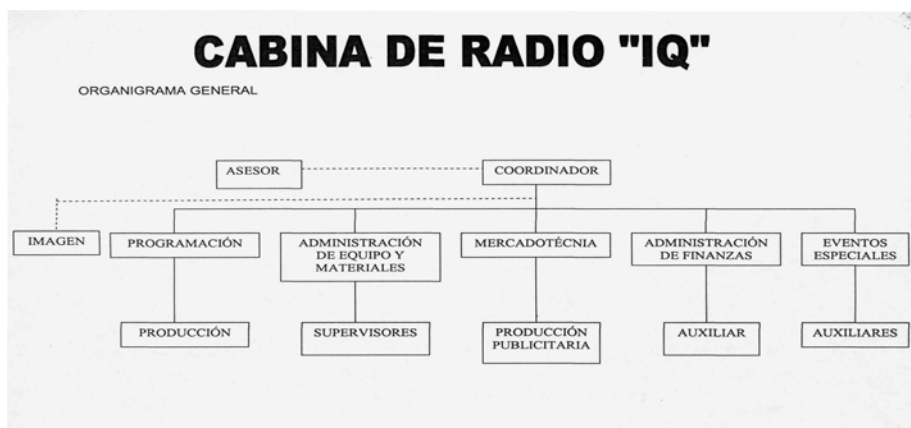 CABINA DE RADIO "IQ"
ORGANIGRAMA GENERAL
ASESOR
COORDINADOR
IMAGEN
PROGRAMACIÓN
ADMINISTRACIÓN
DE EQUIPO Y
MATERIALES
MERCADOTÉCNIA
ADMINISTRACIÓN
DE FINANZAS
EVENTOS
ESPECIALES
PRODUCCIÓN
SUPERVISORES
PRODUCCIÓN
PUBLICITARIA
AUXILIAR
AUXILIARES